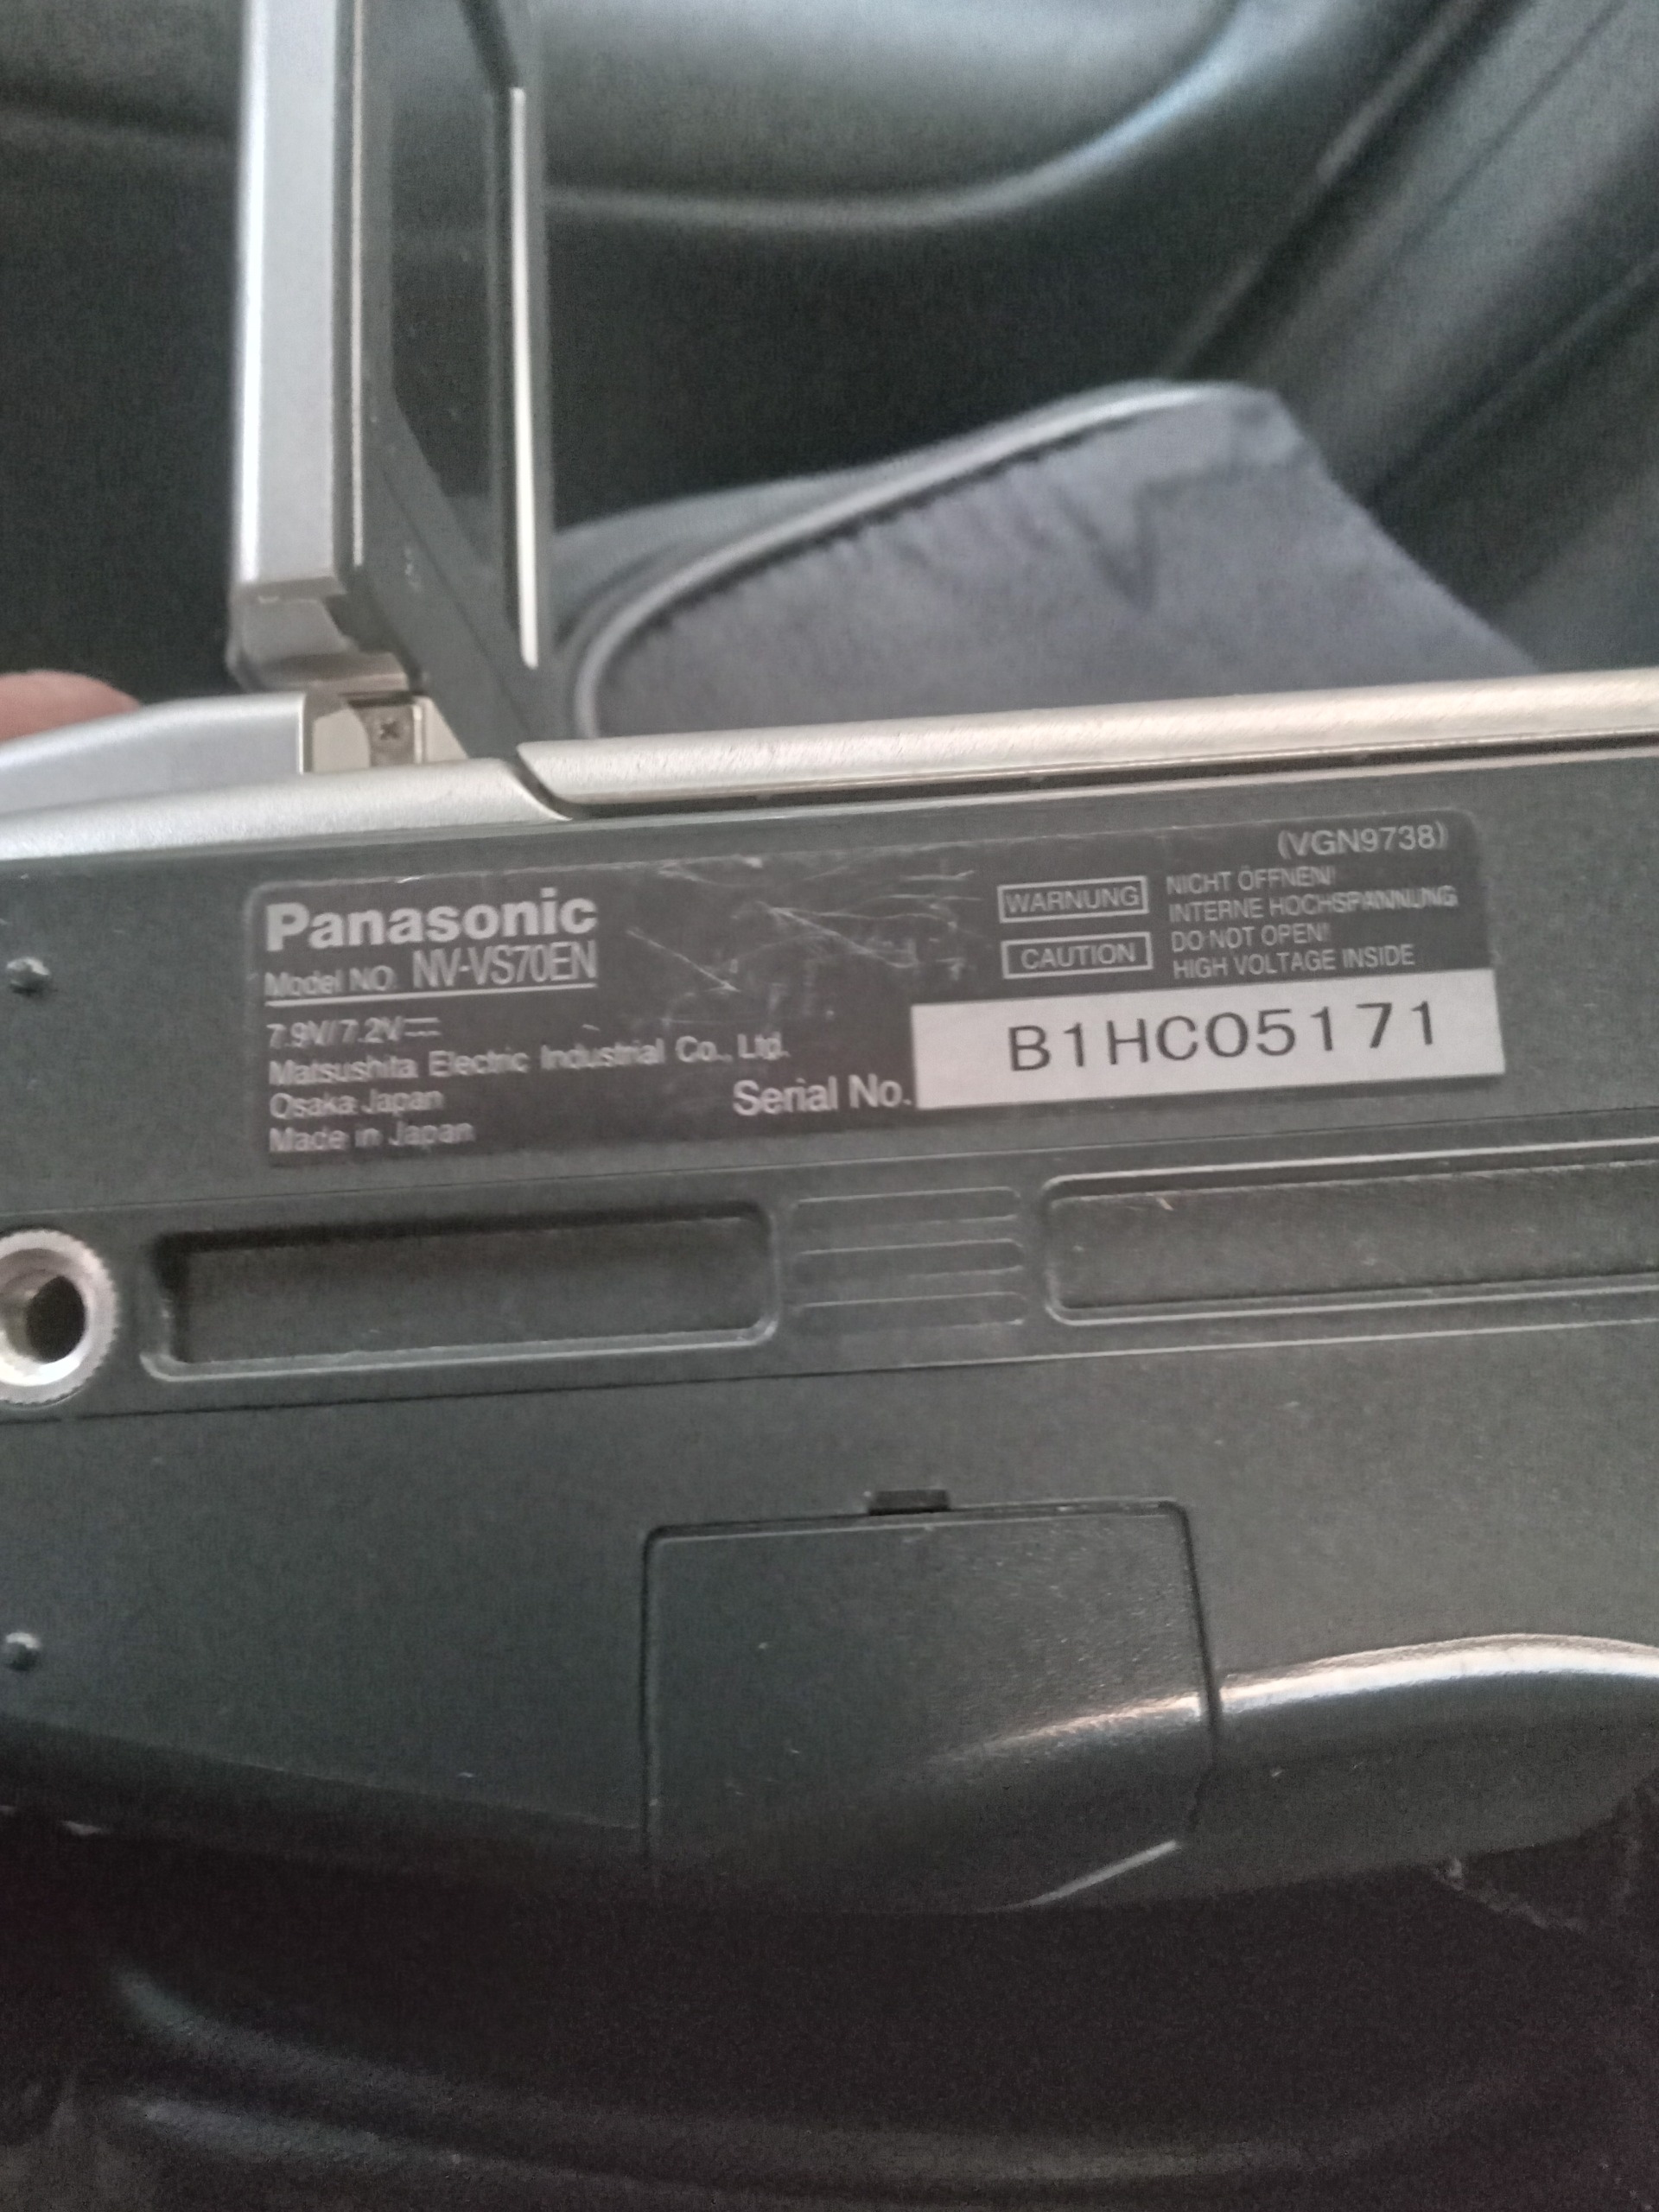 (VGN9738)
Panasonic
Model NO. NV-VS70EN
7.9V/7.2V⎓
Matsushita Electric Industrial Co., Ltd.
Osaka Japan
Made in Japan
WARNUNG NICHT ÖFFNEN!
INTERNE HOCHSPANNUNG
CAUTION DO NOT OPEN!
HIGH VOLTAGE INSIDE
Serial No. B1HC05171